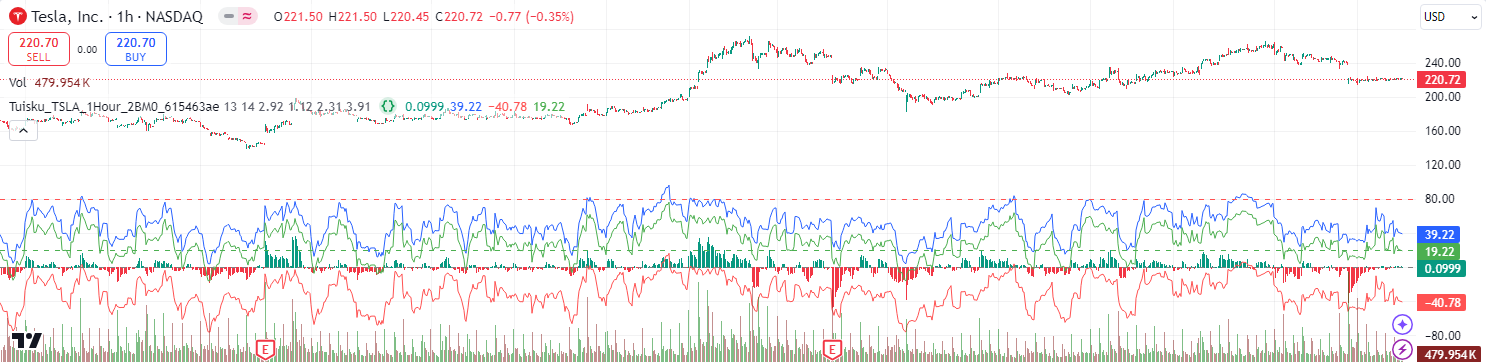 Tesla, Inc. · 1h · NASDAQ O221.50 H221.50 L220.45 C220.72 −0.77 (−0.35%)
USD
220.70 SELL
0.00
220.70 BUY
Vol 479.954 K
Tuisku_TSLA_1Hour_2BM0_615463ae 13 14 2.92 1.12 2.31 3.91 {} 0.0999 39.22 −40.78 19.22
240.00
220.72
200.00
160.00
120.00
80.00
39.22
19.22
0.0999
−40.78
−80.00
479.954 K
E
E